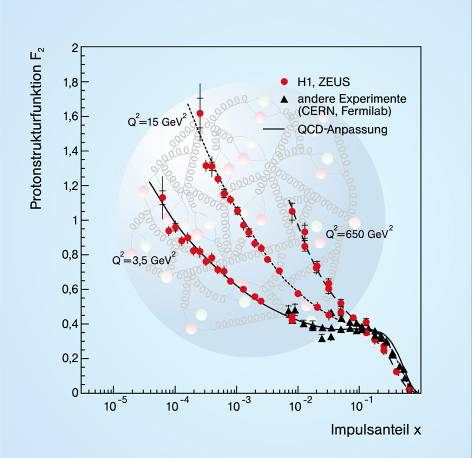 Protonstrukturfunktion F₂
2
1,8
1,6
1,4
1,2
1
0,8
0,6
0,4
0,2
0
H1, ZEUS
andere Experimente
(CERN, Fermilab)
QCD-Anpassung
Q²=15 GeV²
Q²=3,5 GeV²
Q²=650 GeV²
10⁻⁵ 10⁻⁴ 10⁻³ 10⁻² 10⁻¹ 1
Impulsanteil x